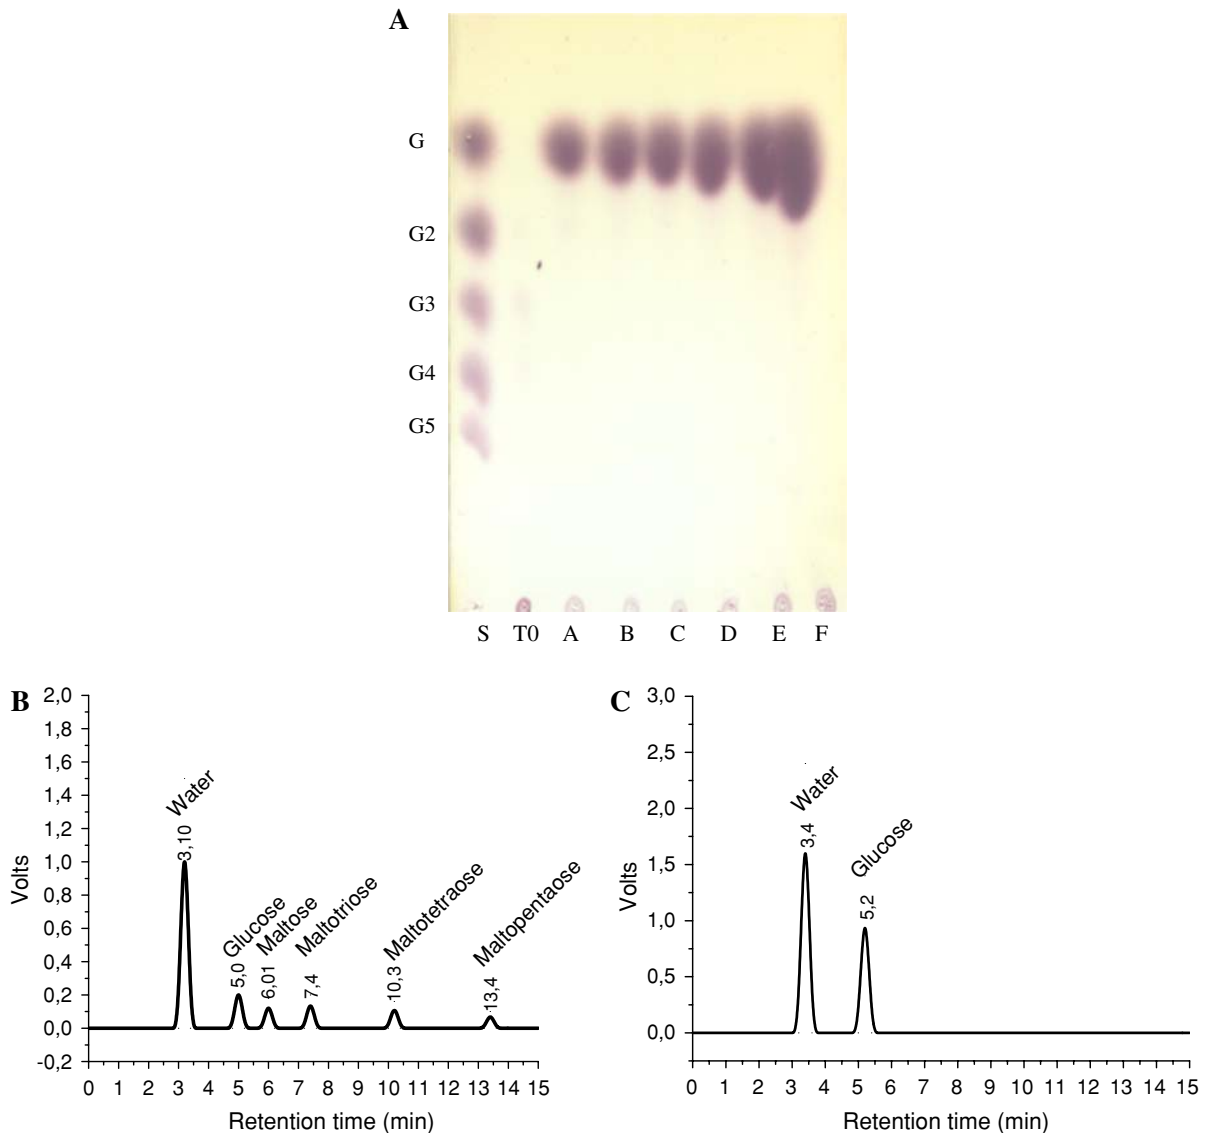 A
G
G2
G3
G4
G5
S T0 A B C D E F
B
2,0
1,8
1,6
1,4
1,2
1,0
0,8
0,6
0,4
0,2
0,0
-0,2
Volts
Water
3,10
Glucose
5,0
Maltose
6,01
Maltotriose
7,4
Maltotetraose
10,3
Maltopentaose
13,4
0 1 2 3 4 5 6 7 8 9 10 11 12 13 14 15
Retention time (min)
C
3,0
2,5
2,0
1,5
1,0
0,5
0,0
Volts
Water
3,4
Glucose
5,2
0 1 2 3 4 5 6 7 8 9 10 11 12 13 14 15
Retention time (min)